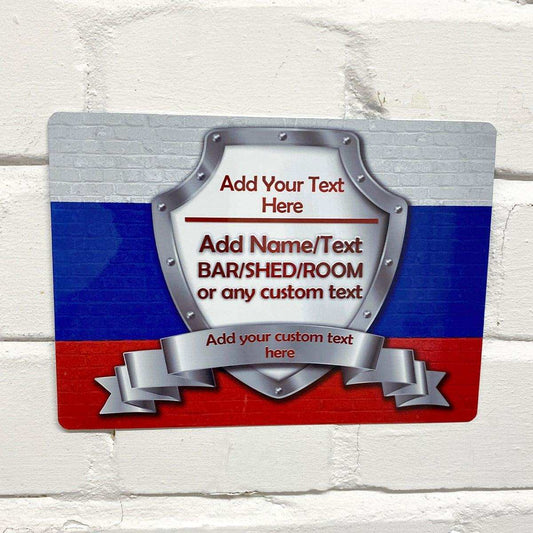 Add Your Text
Here
Add Name/Text
BAR/SHED/ROOM
or any custom text
Add your custom text
here